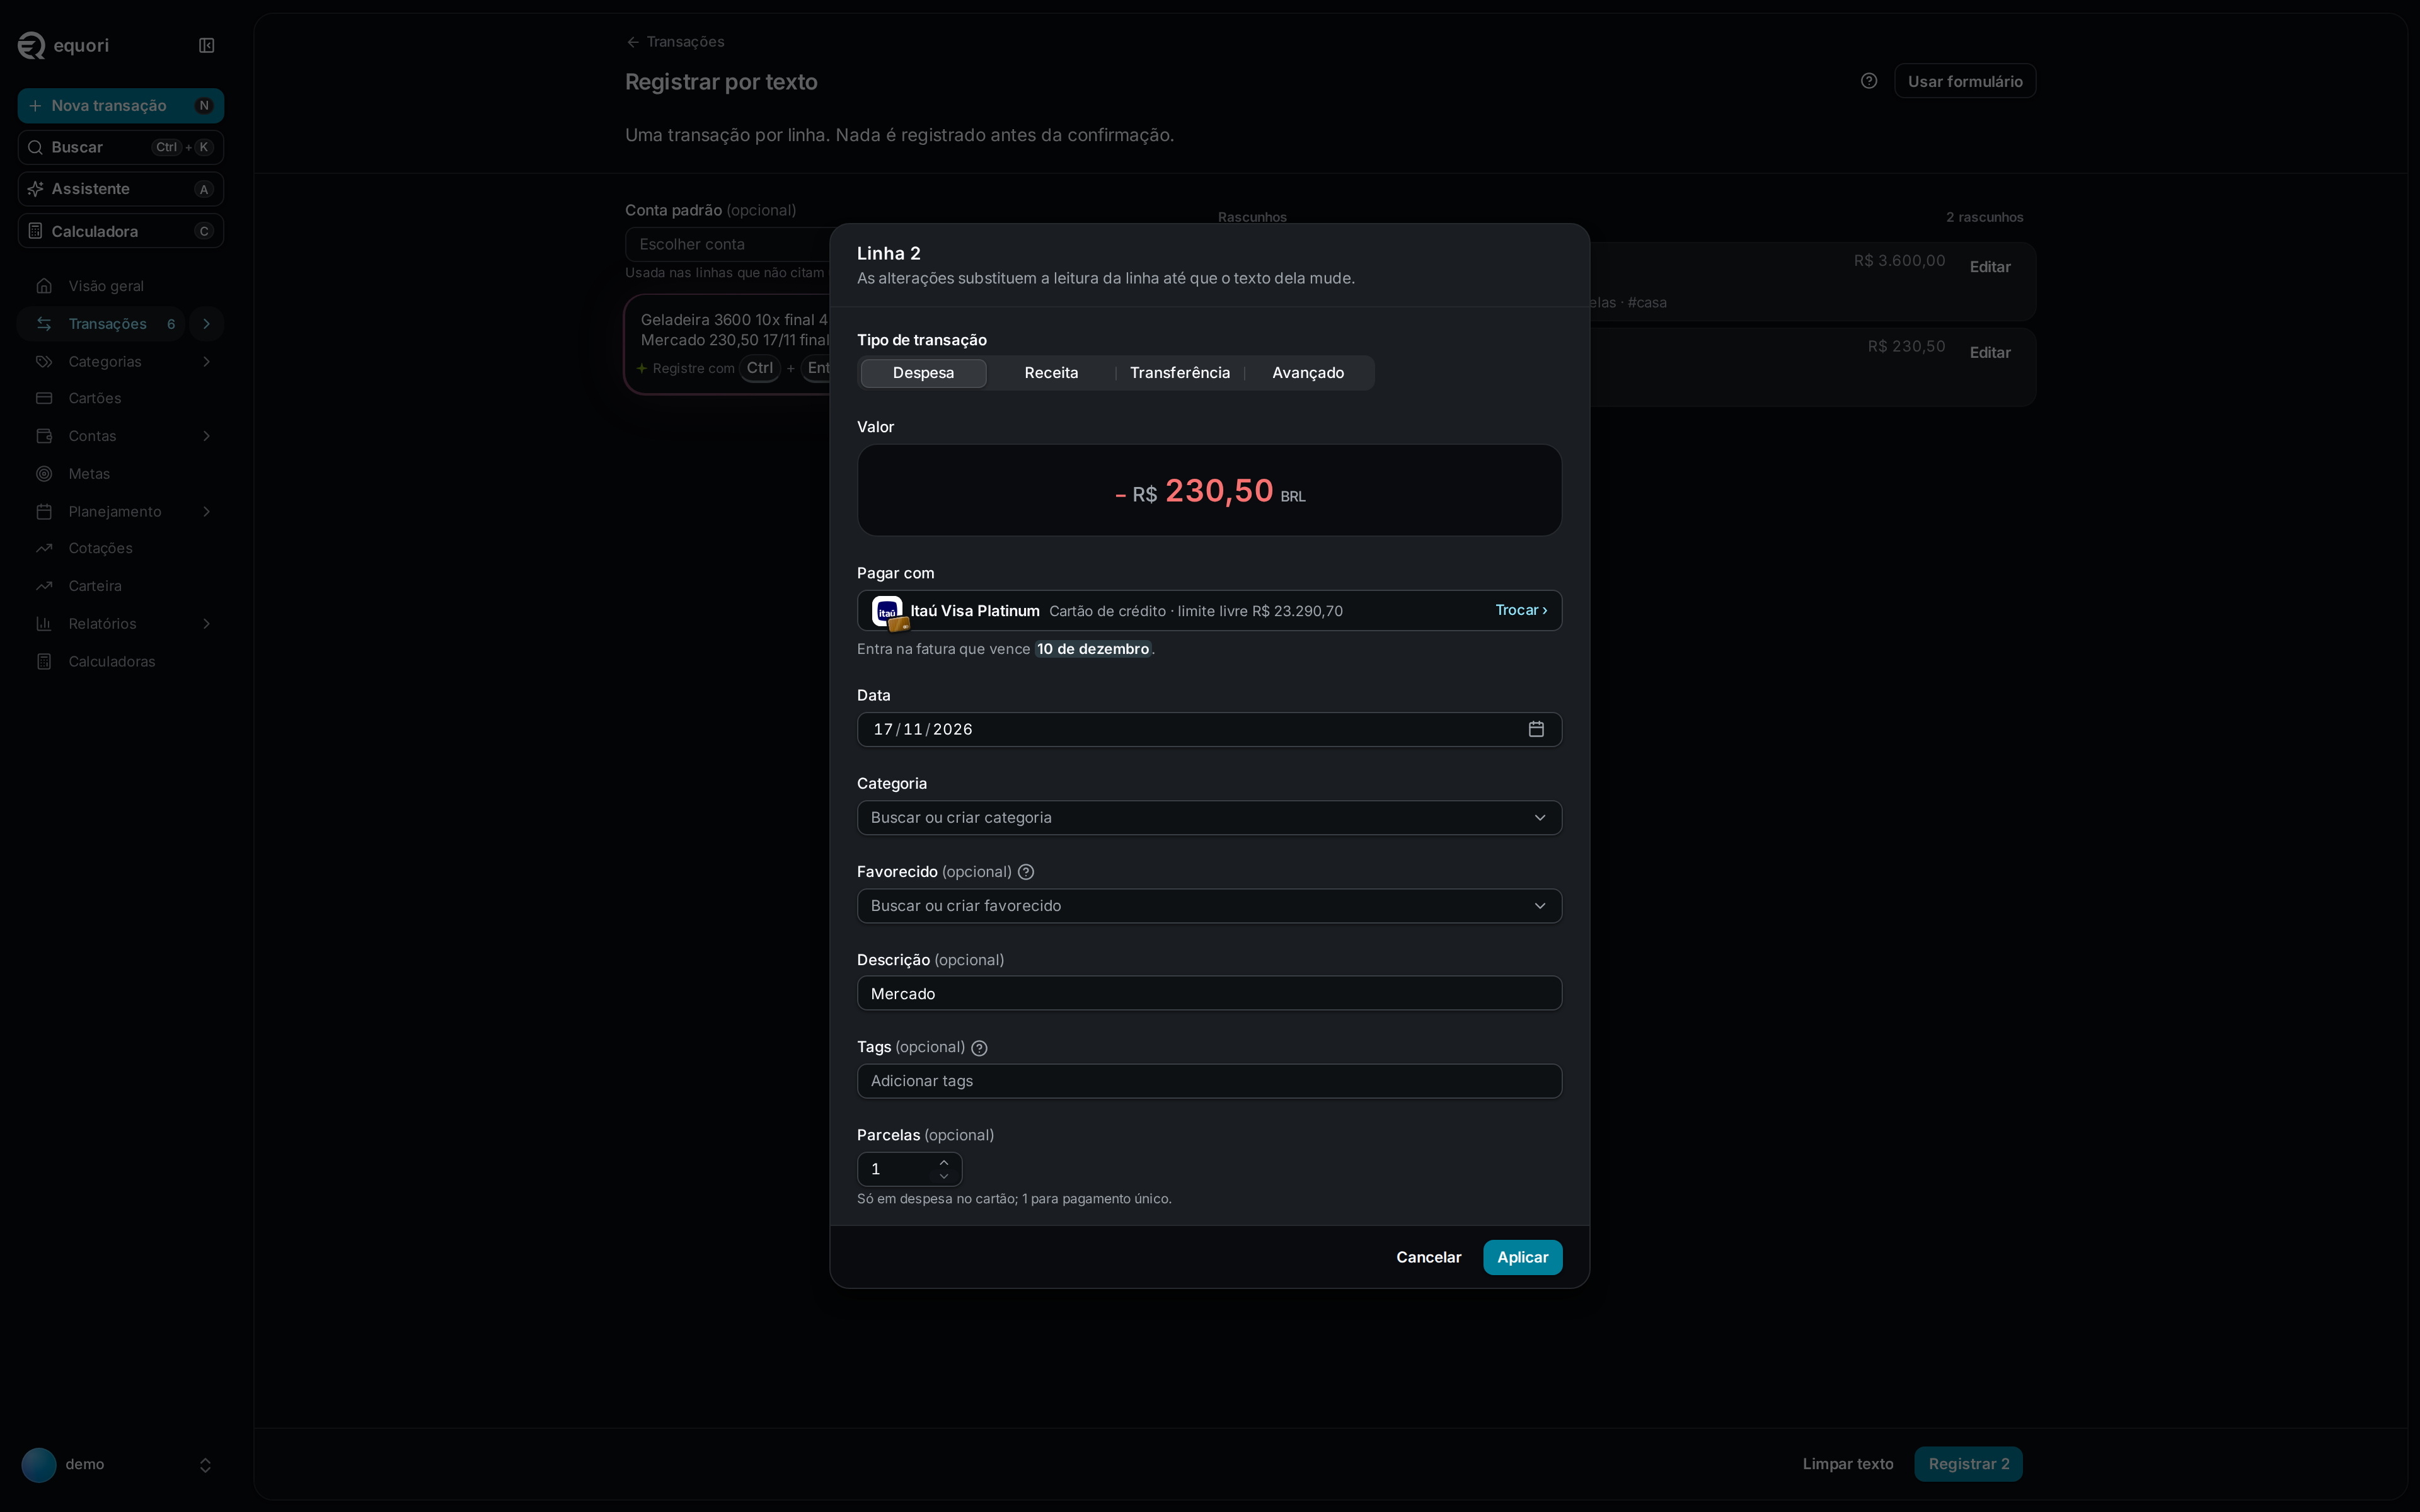 equori
Nova transação N
Buscar Ctrl + K
Assistente A
Calculadora C
Visão geral
Transações 6
Categorias
Cartões
Contas
Metas
Planejamento
Cotações
Carteira
Relatórios
Calculadoras
demo
Transações
Registrar por texto
Usar formulário
Uma transação por linha. Nada é registrado antes da confirmação.
Conta padrão (opcional)
Escolher conta
Usada nas linhas que não citam
Geladeira 3600 10x final 4
Mercado 230,50 17/11 final
Registre com Ctrl +
Rascunhos
2 rascunhos
R$ 3.600,00 Editar
#casa
R$ 230,50 Editar
Linha 2
As alterações substituem a leitura da linha até que o texto dela mude.
Tipo de transação
Despesa Receita Transferência Avançado
Valor
– R$ 230,50 BRL
Pagar com
itaú Itaú Visa Platinum Cartão de crédito · limite livre R$ 23.290,70 Trocar ›
Entra na fatura que vence 10 de dezembro.
Data
17/11/2026
Categoria
Buscar ou criar categoria
Favorecido (opcional)
Buscar ou criar favorecido
Descrição (opcional)
Mercado
Tags (opcional)
Adicionar tags
Parcelas (opcional)
1
Só em despesa no cartão; 1 para pagamento único.
Cancelar Aplicar
Limpar texto Registrar 2